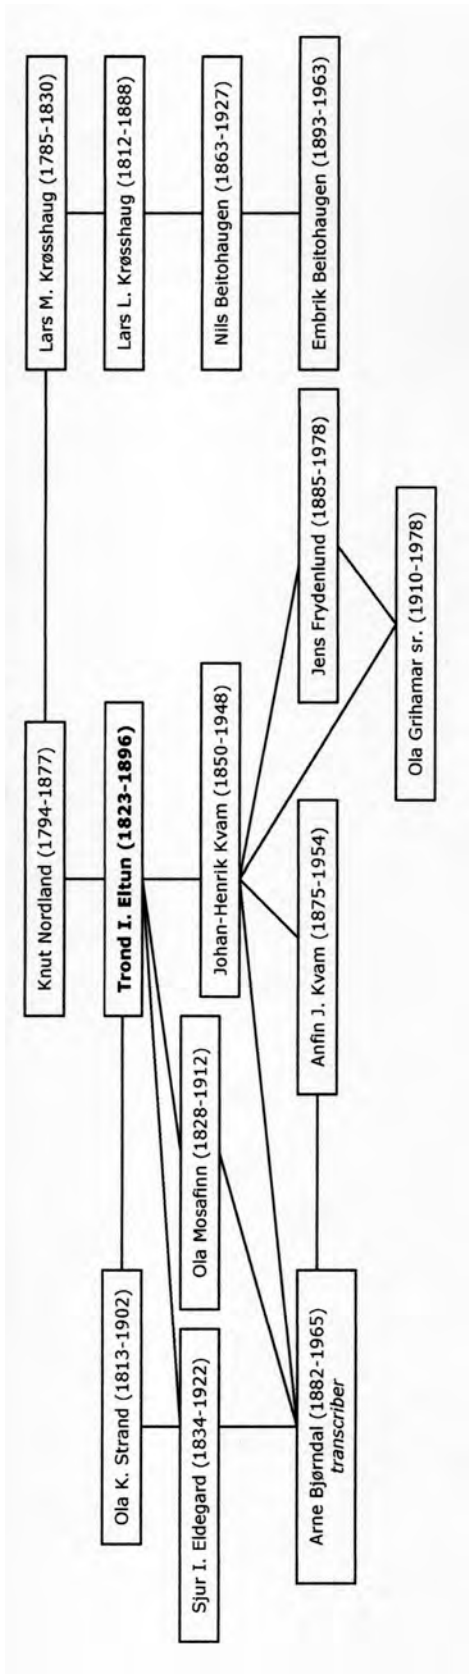 Lars M. Krøsshaug (1785-1830)
Knut Nordland (1794-1877)
Lars L. Krøsshaug (1812-1888)
Trond I. Eltun (1823-1896)
Ola K. Strand (1813-1902)
Nils Beitohaugen (1863-1927)
Johan-Henrik Kvam (1850-1948)
Ola Mosafinn (1828-1912)
Sjur I. Eldegard (1834-1922)
Embrik Beitohaugen (1893-1963)
Jens Frydenlund (1885-1978)
Anfin J. Kvam (1875-1954)
Arne Bjørndal (1882-1965)
transcriber
Ola Grihamar sr. (1910-1978)